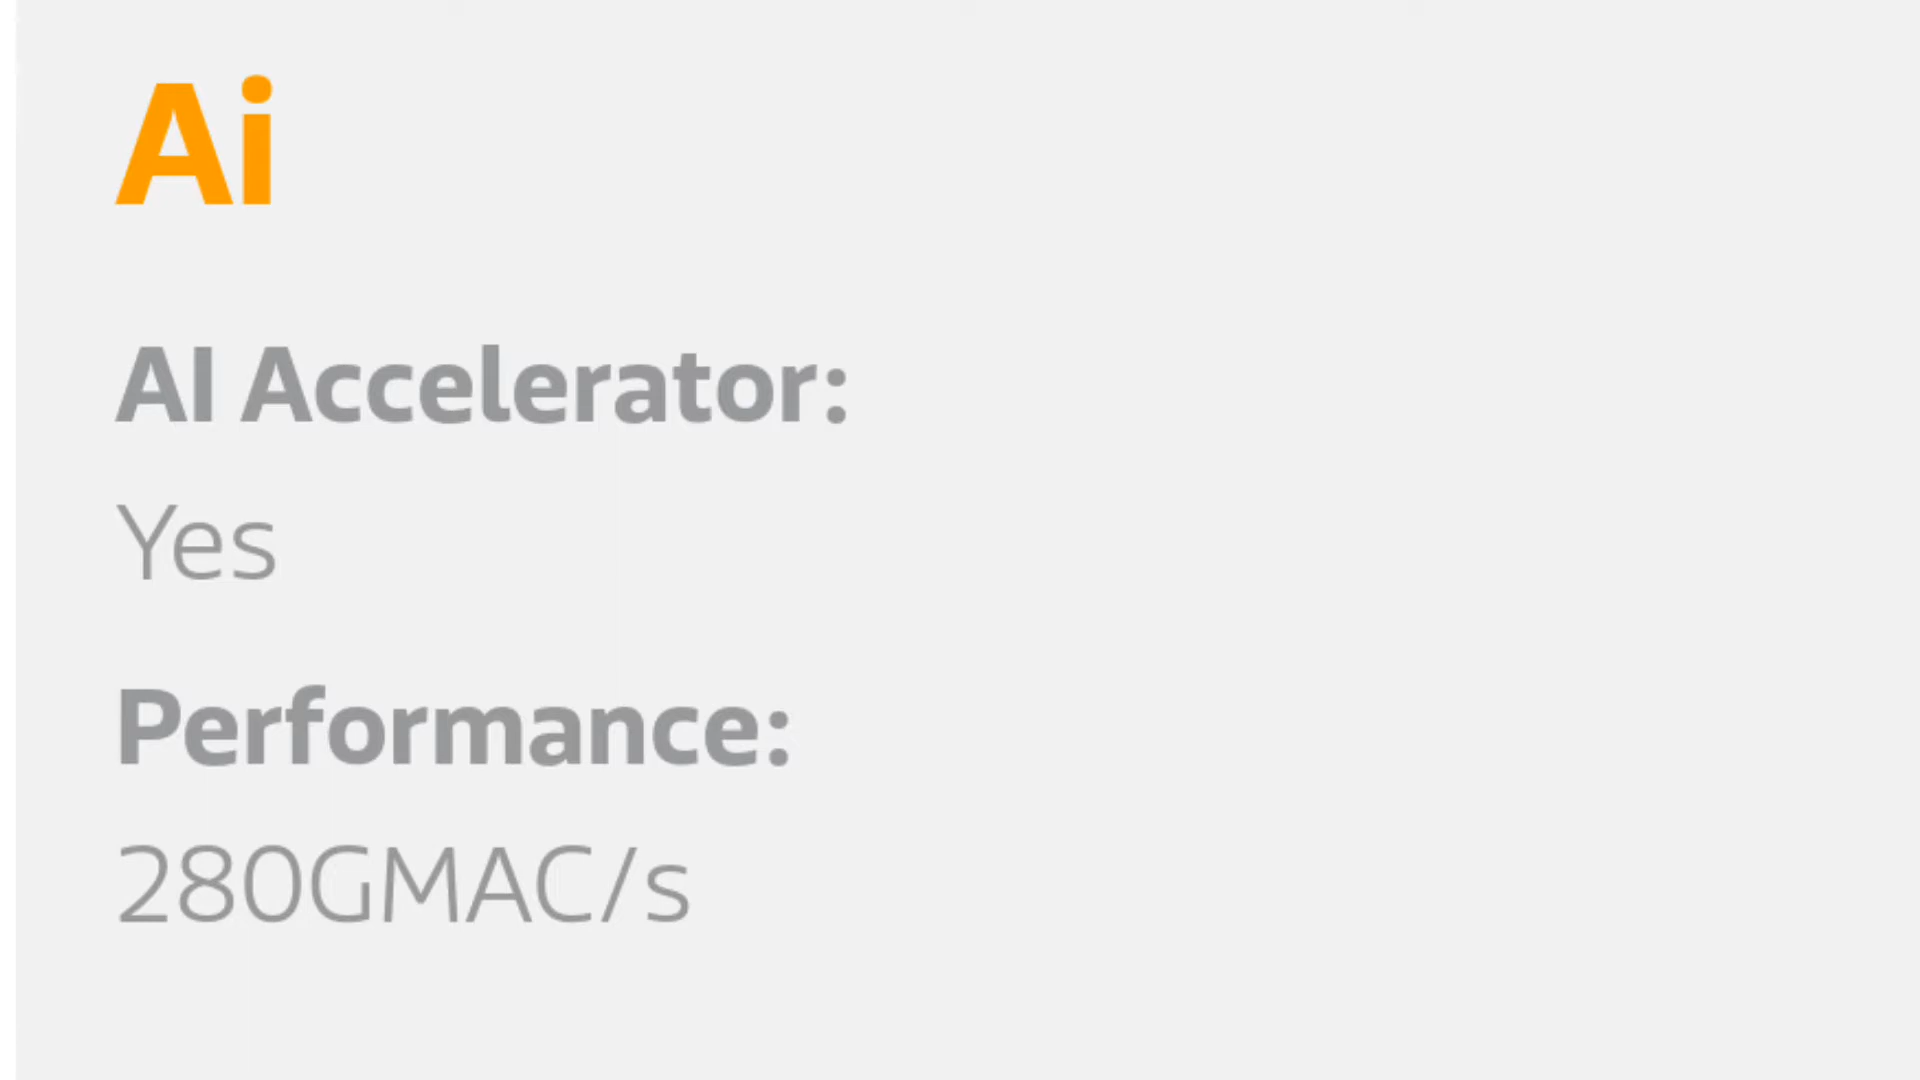 Ai
AI Accelerator:
Yes
Performance:
280GMAC/s